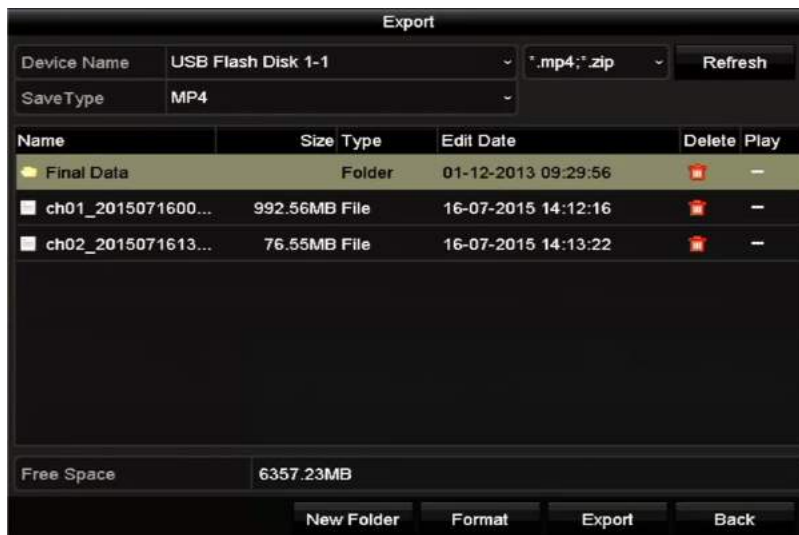 Export
Device Name USB Flash Disk 1-1 *.mp4;*.zip Refresh
SaveType MP4
Name Size Type Edit Date Delete Play
Final Data Folder 01-12-2013 09:29:56
ch01_2015071600... 992.56MB File 16-07-2015 14:12:16
ch02_2015071613... 76.55MB File 16-07-2015 14:13:22
Free Space 6357.23MB
New Folder Format Export Back